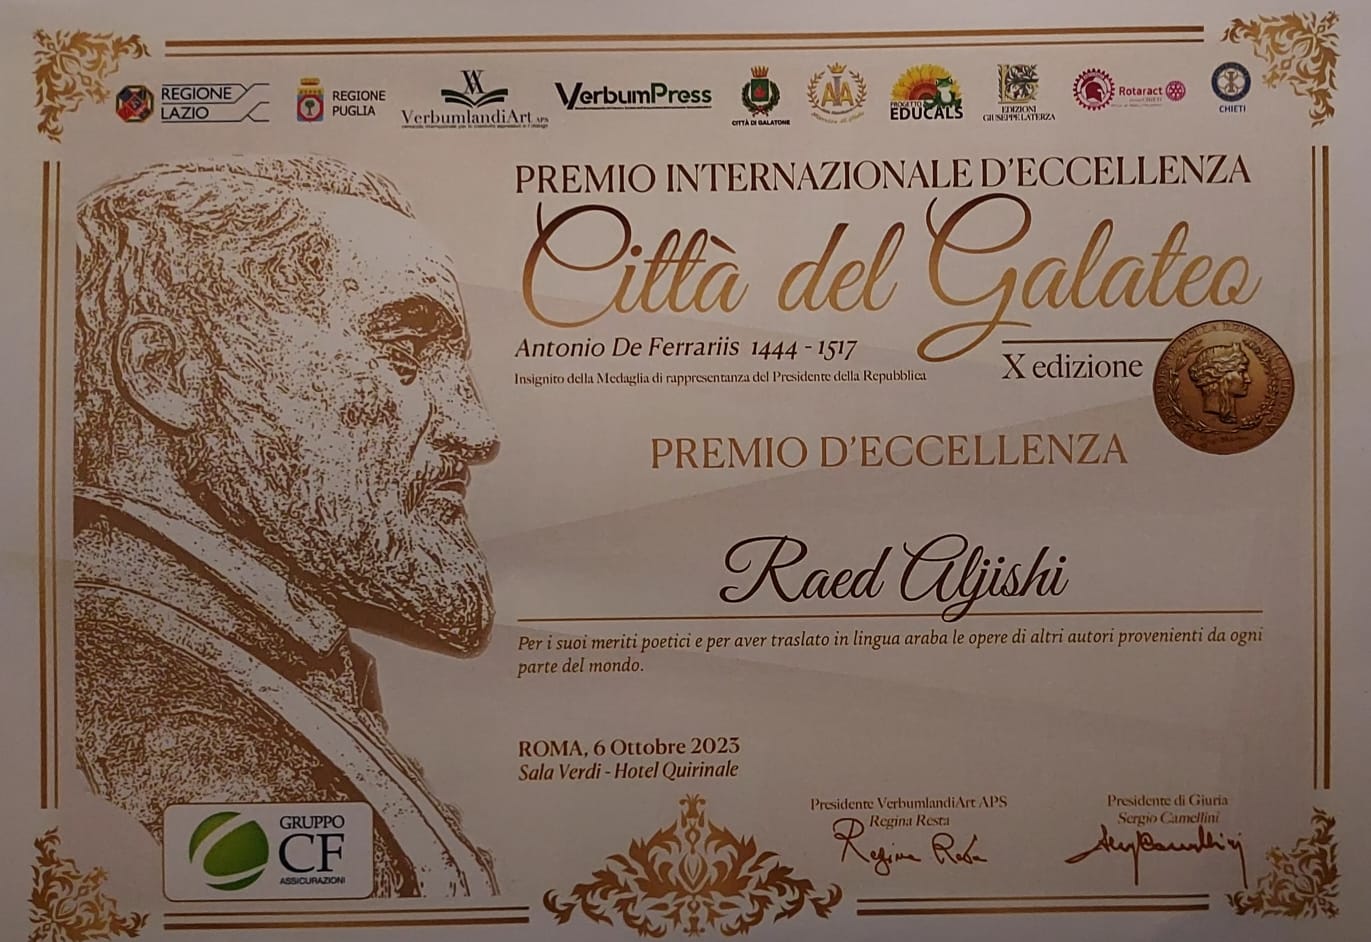 REGIONE
LAZIO
REGIONE
PUGLIA
VerbumlandiArt APS
VerbumPress
CITTÀ DI GALATONE
PROGETTO
EDUCALS
EDIZIONI
GIUSEPPE LATERZA
Rotaract
CHIETI
PREMIO INTERNAZIONALE D'ECCELLENZA
Città del Galateo
Antonio De Ferrariis 1444 - 1517
Insignito della Medaglia di rappresentanza del Presidente della Repubblica
X edizione
PREMIO D'ECCELLENZA
Raed Aljishi
Per i suoi meriti poetici e per aver traslato in lingua araba le opere di altri autori provenienti da ogni
parte del mondo.
ROMA, 6 Ottobre 2023
Sala Verdi - Hotel Quirinale
Presidente VerbumlandiArt APS
Regina Resta
Regina Resta
Presidente di Giuria
Sergio Camellini
GRUPPO
CF
ASSICURAZIONI